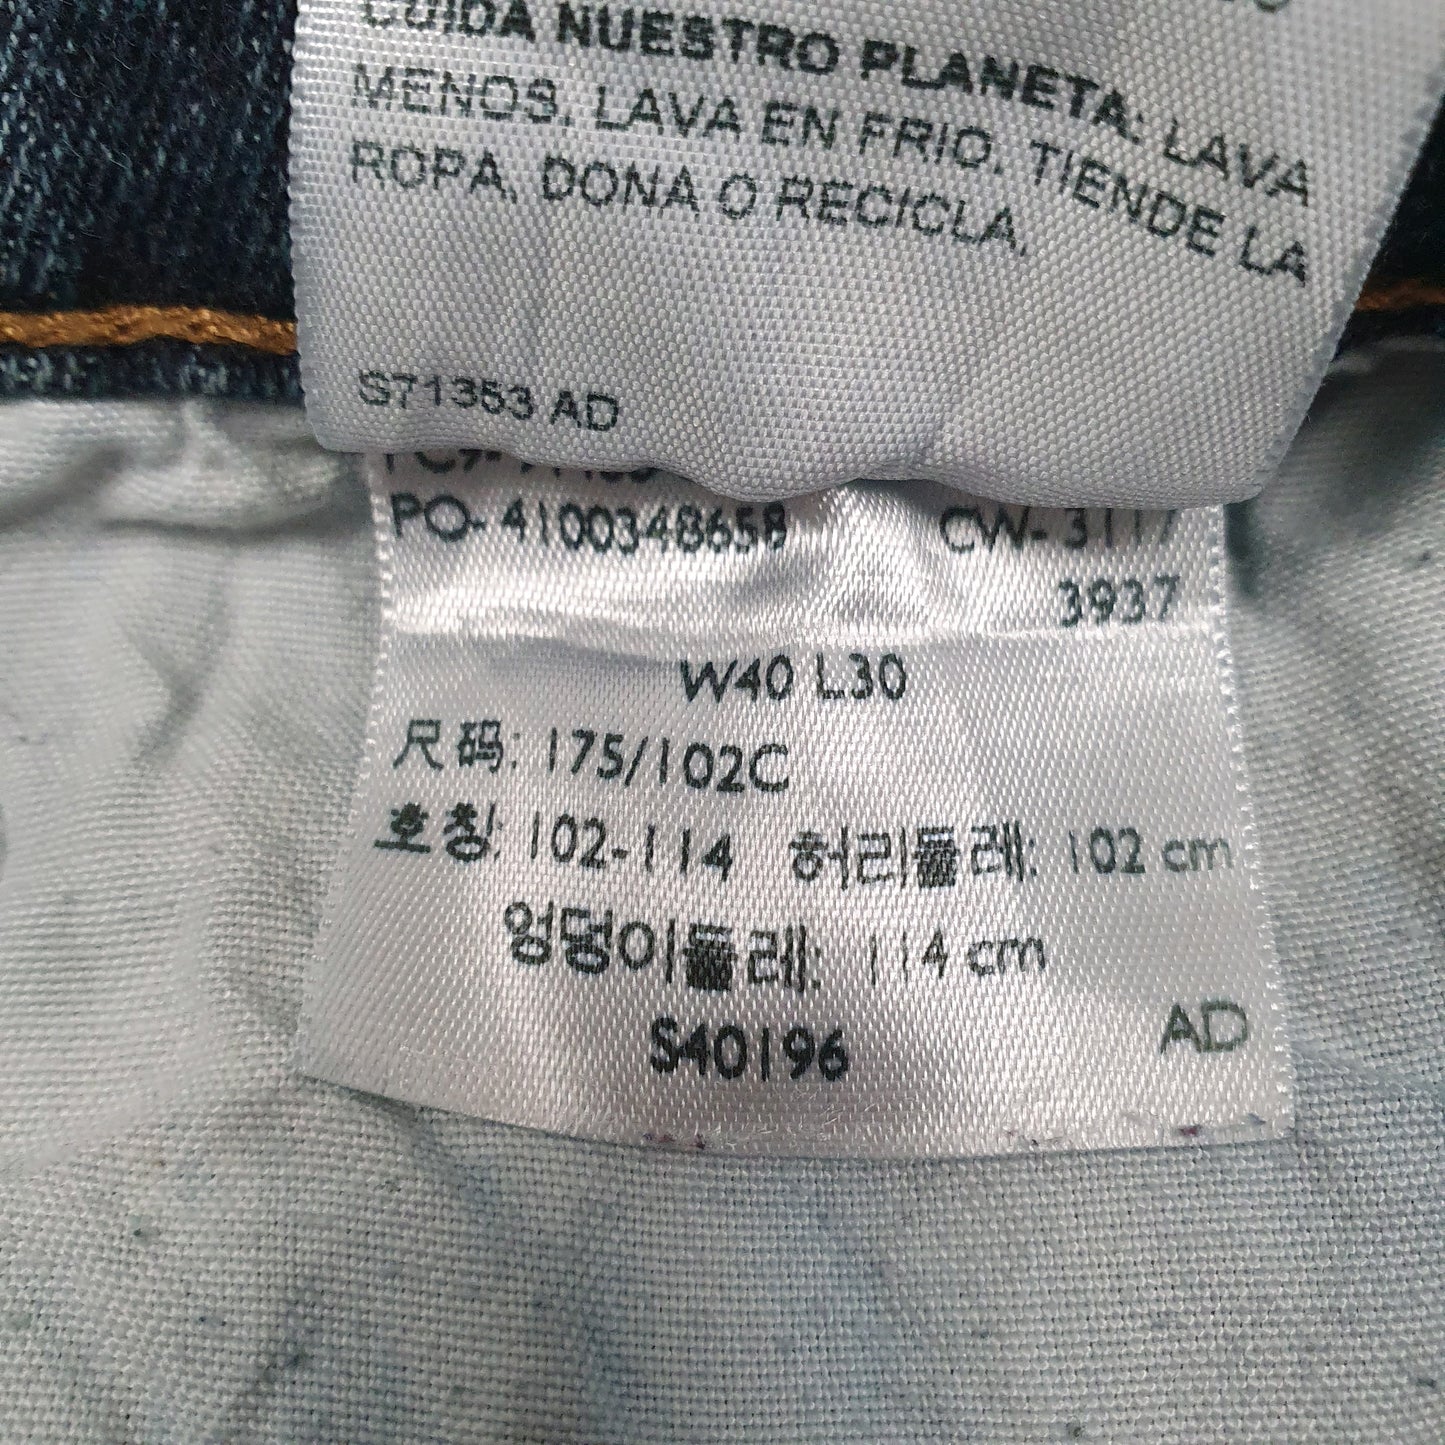 CUIDA NUESTRO PLANETA: LAVA
MENOS, LAVA EN FRIO, TIENDE LA
ROPA, DONA O RECICLA.
S71353 AD
PO- 4100348658 CW- 3117
3937
W40 L30
尺码: 175/102C
호칭: 102-114 허리둘레: 102 cm
엉덩이둘레: 114 cm
S40196 AD